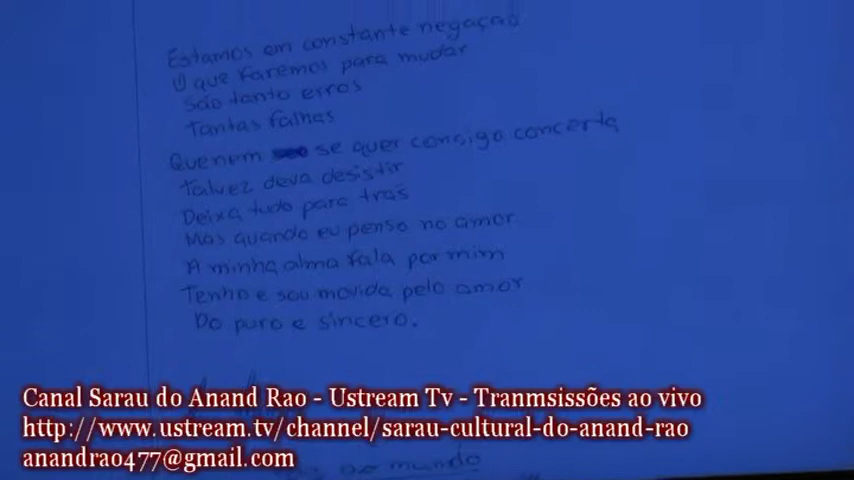 Estamos em constante negação
O que faremos para mudar
São tanto erros
Tantas falhas
Quenem se quer consigo concerta
Talvez deva desistir
Deixa tudo para tras
Mas quando eu penso no amor
A minha alma fala por mim
Tenho e sou movida pelo amor
Do puro e sincero.
Canal Sarau do Anand Rao - Ustream Tv - Tranmsissões ao vivo
http://www.ustream.tv/channel/sarau-cultural-do-anand-rao
anandrao477@gmail.com
ao mundo